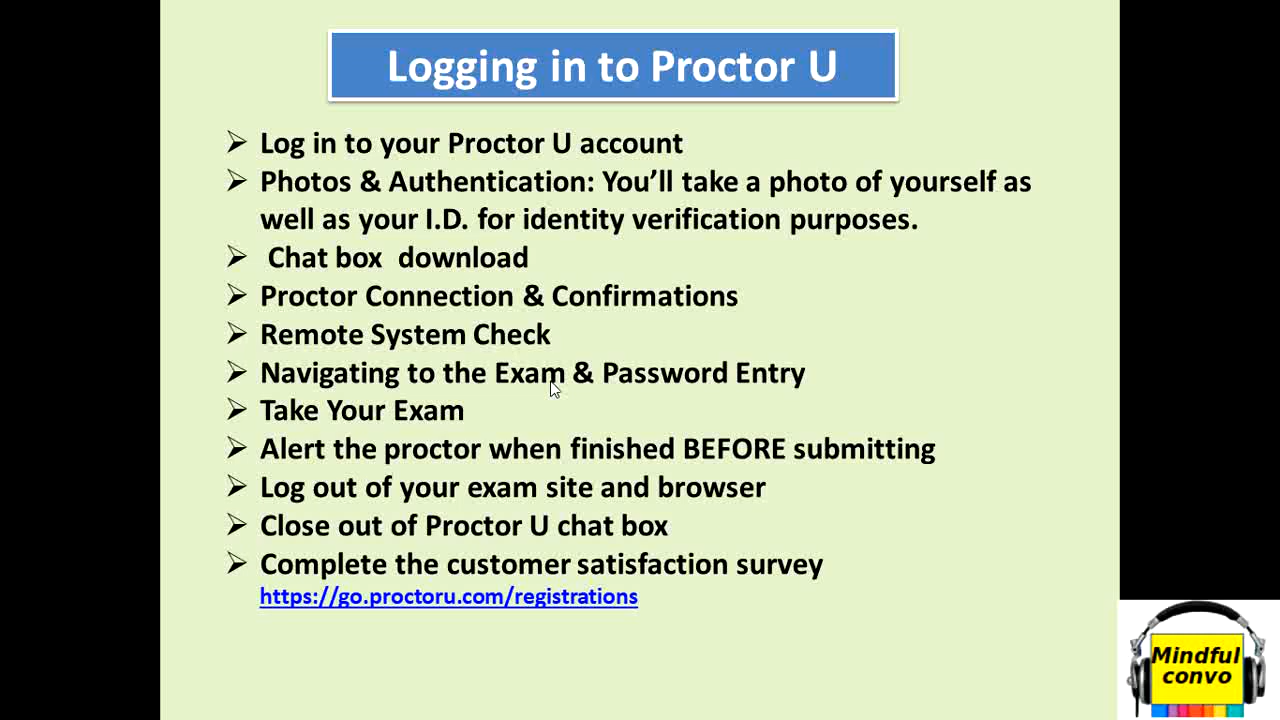 Logging in to Proctor U
Log in to your Proctor U account
Photos & Authentication: You’ll take a photo of yourself as
well as your I.D. for identity verification purposes.
Chat box  download
Proctor Connection & Confirmations
Remote System Check
Navigating to the Exam & Password Entry
Take Your Exam
Alert the proctor when finished BEFORE submitting
Log out of your exam site and browser
Close out of Proctor U chat box
Complete the customer satisfaction survey
https://go.proctoru.com/registrations
Mindful
convo